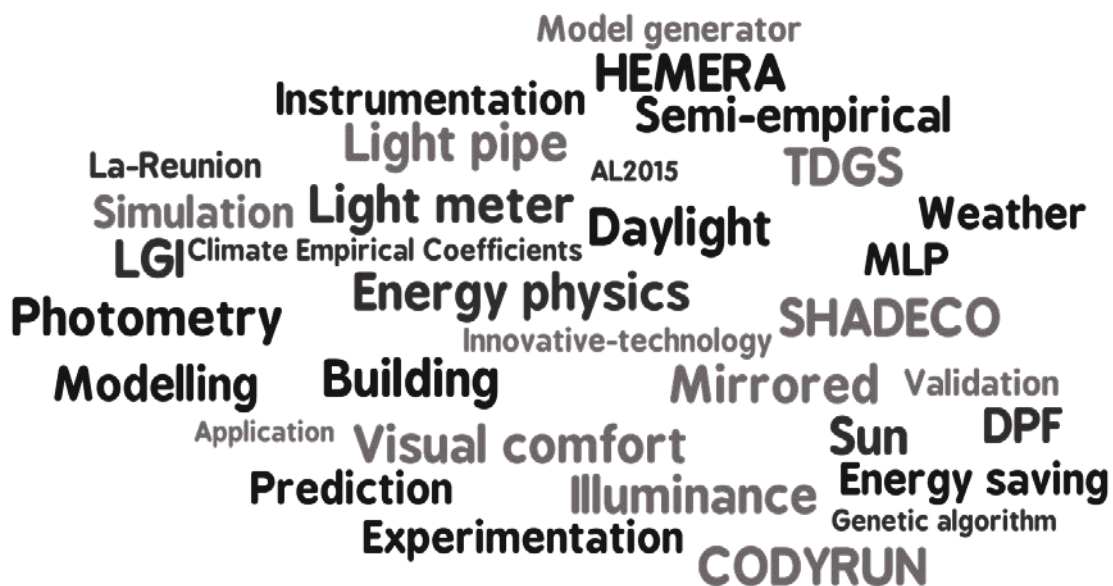 Model generator
HEMERA
Instrumentation
Semi-empirical
Light pipe
La-Reunion
AL2015
TDGS
Simulation
Light meter
Daylight
Weather
LGI
Climate Empirical Coefficients
MLP
Energy physics
Photometry
SHADECO
Innovative-technology
Modelling
Building
Mirrored
Validation
Application
Visual comfort
Sun
DPF
Prediction
Illuminance
Energy saving
Genetic algorithm
Experimentation
CODYRUN